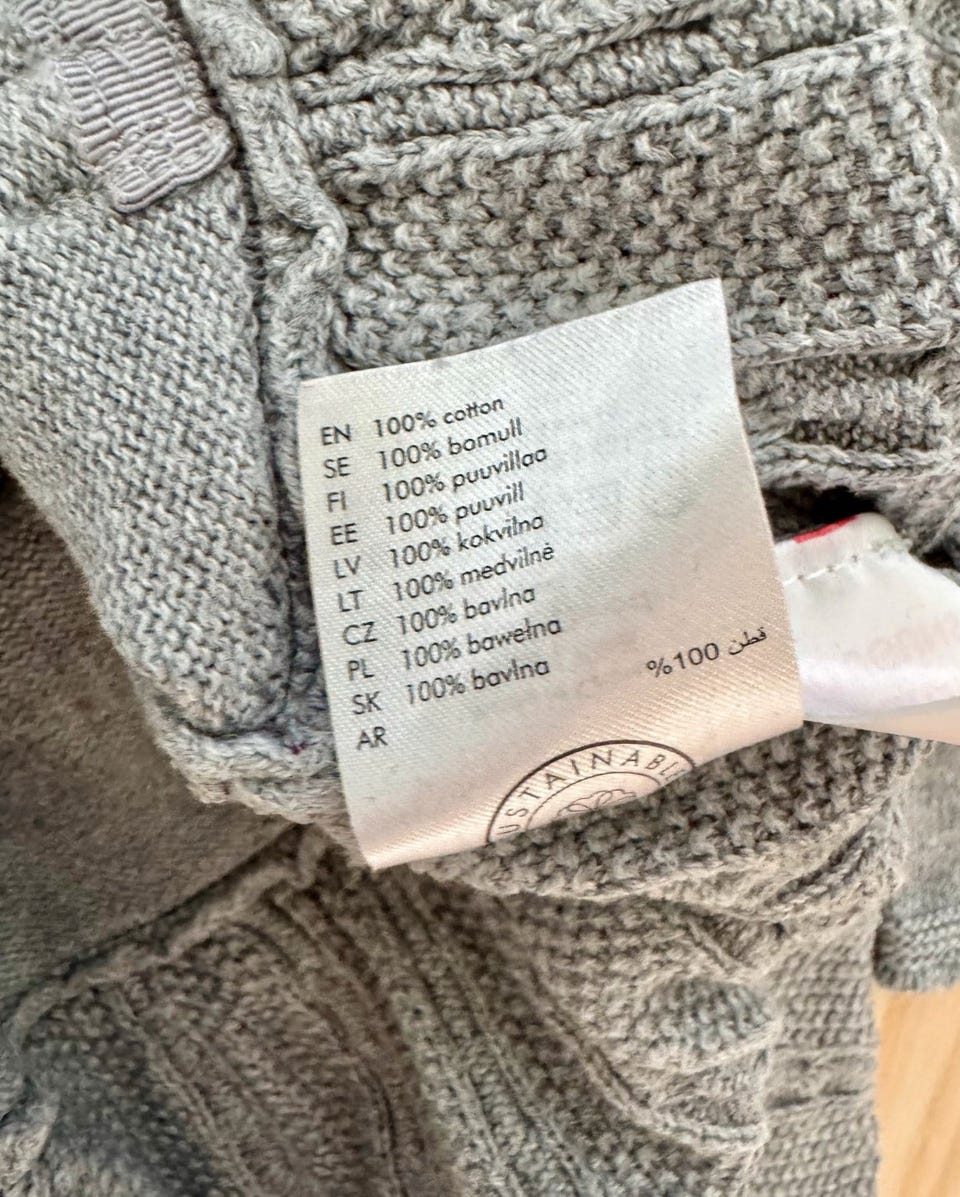 EN 100% cotton
SE 100% bomull
FI 100% puuvillaa
EE 100% puuvill
LV 100% kokvilna
LT 100% medvilnė
CZ 100% bavlna
PL 100% bawełna
SK 100% bavlna
AR %100 قطن
USTAINABL